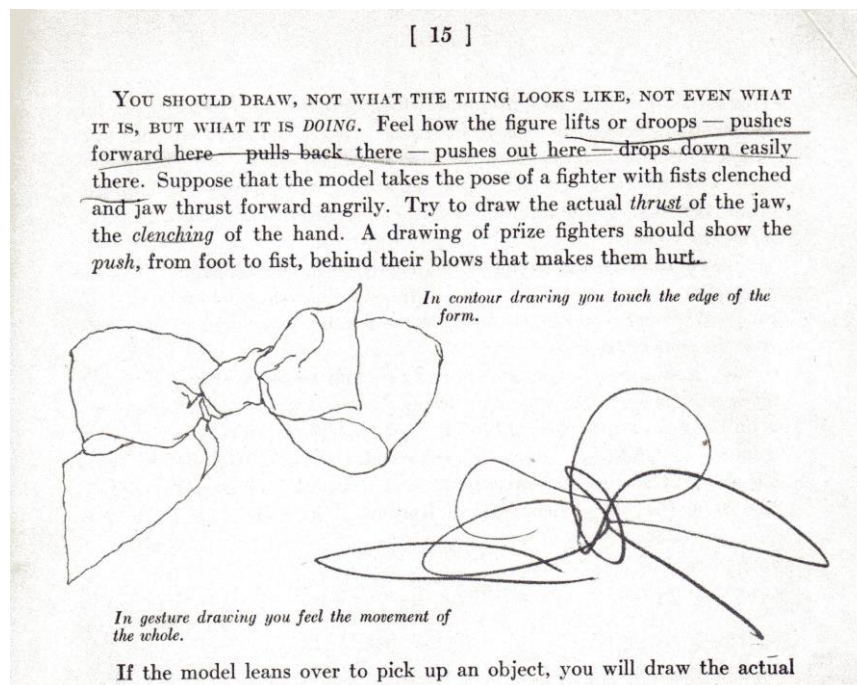 [ 15 ]
YOU SHOULD DRAW, NOT WHAT THE THING LOOKS LIKE, NOT EVEN WHAT
IT IS, BUT WHAT IT IS DOING. Feel how the figure lifts or droops — pushes
forward here — pulls back there — pushes out here — drops down easily
there. Suppose that the model takes the pose of a fighter with fists clenched
and jaw thrust forward angrily. Try to draw the actual thrust of the jaw,
the clenching of the hand. A drawing of prize fighters should show the
push, from foot to fist, behind their blows that makes them hurt.
In contour drawing you touch the edge of the
form.
In gesture drawing you feel the movement of
the whole.
If the model leans over to pick up an object, you will draw the actual